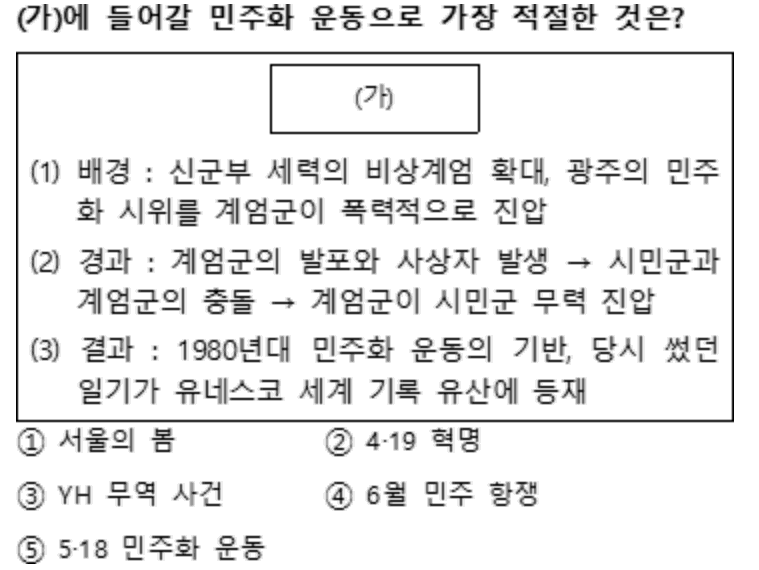 (가)에 들어갈 민주화 운동으로 가장 적절한 것은?
(가)
(1) 배경 : 신군부 세력의 비상계엄 확대, 광주의 민주
화 시위를 계엄군이 폭력적으로 진압
(2) 경과 : 계엄군의 발포와 사상자 발생 → 시민군과
계엄군의 충돌 → 계엄군이 시민군 무력 진압
(3) 결과 : 1980년대 민주화 운동의 기반, 당시 썼던
일기가 유네스코 세계 기록 유산에 등재
① 서울의 봄 ② 4·19 혁명
③ YH 무역 사건 ④ 6월 민주 항쟁
⑤ 5·18 민주화 운동